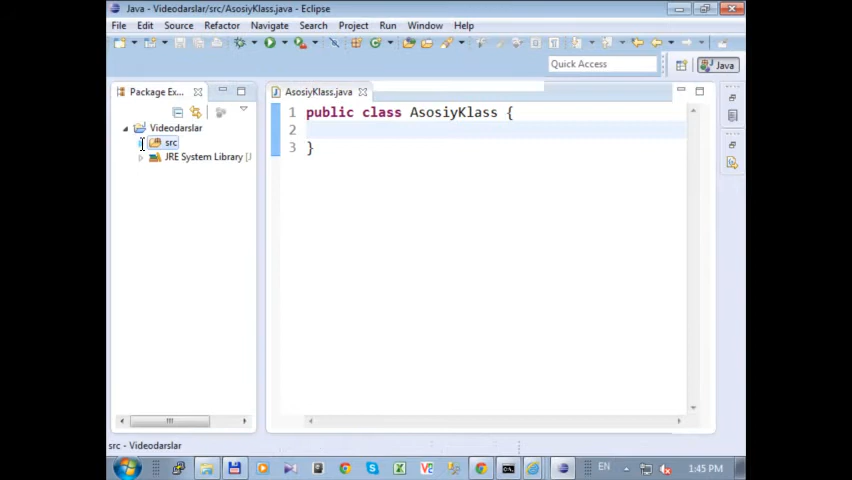 Java - Videodarslar/src/AsosiyKlass.java - Eclipse
File Edit Source Refactor Navigate Search Project Run Window Help
Quick Access
Java
Package Ex...
AsosiyKlass.java
Videodarslar
src
JRE System Library [J
1 public class AsosiyKlass {
2
3 }
src - Videodarslar
EN
1:45 PM